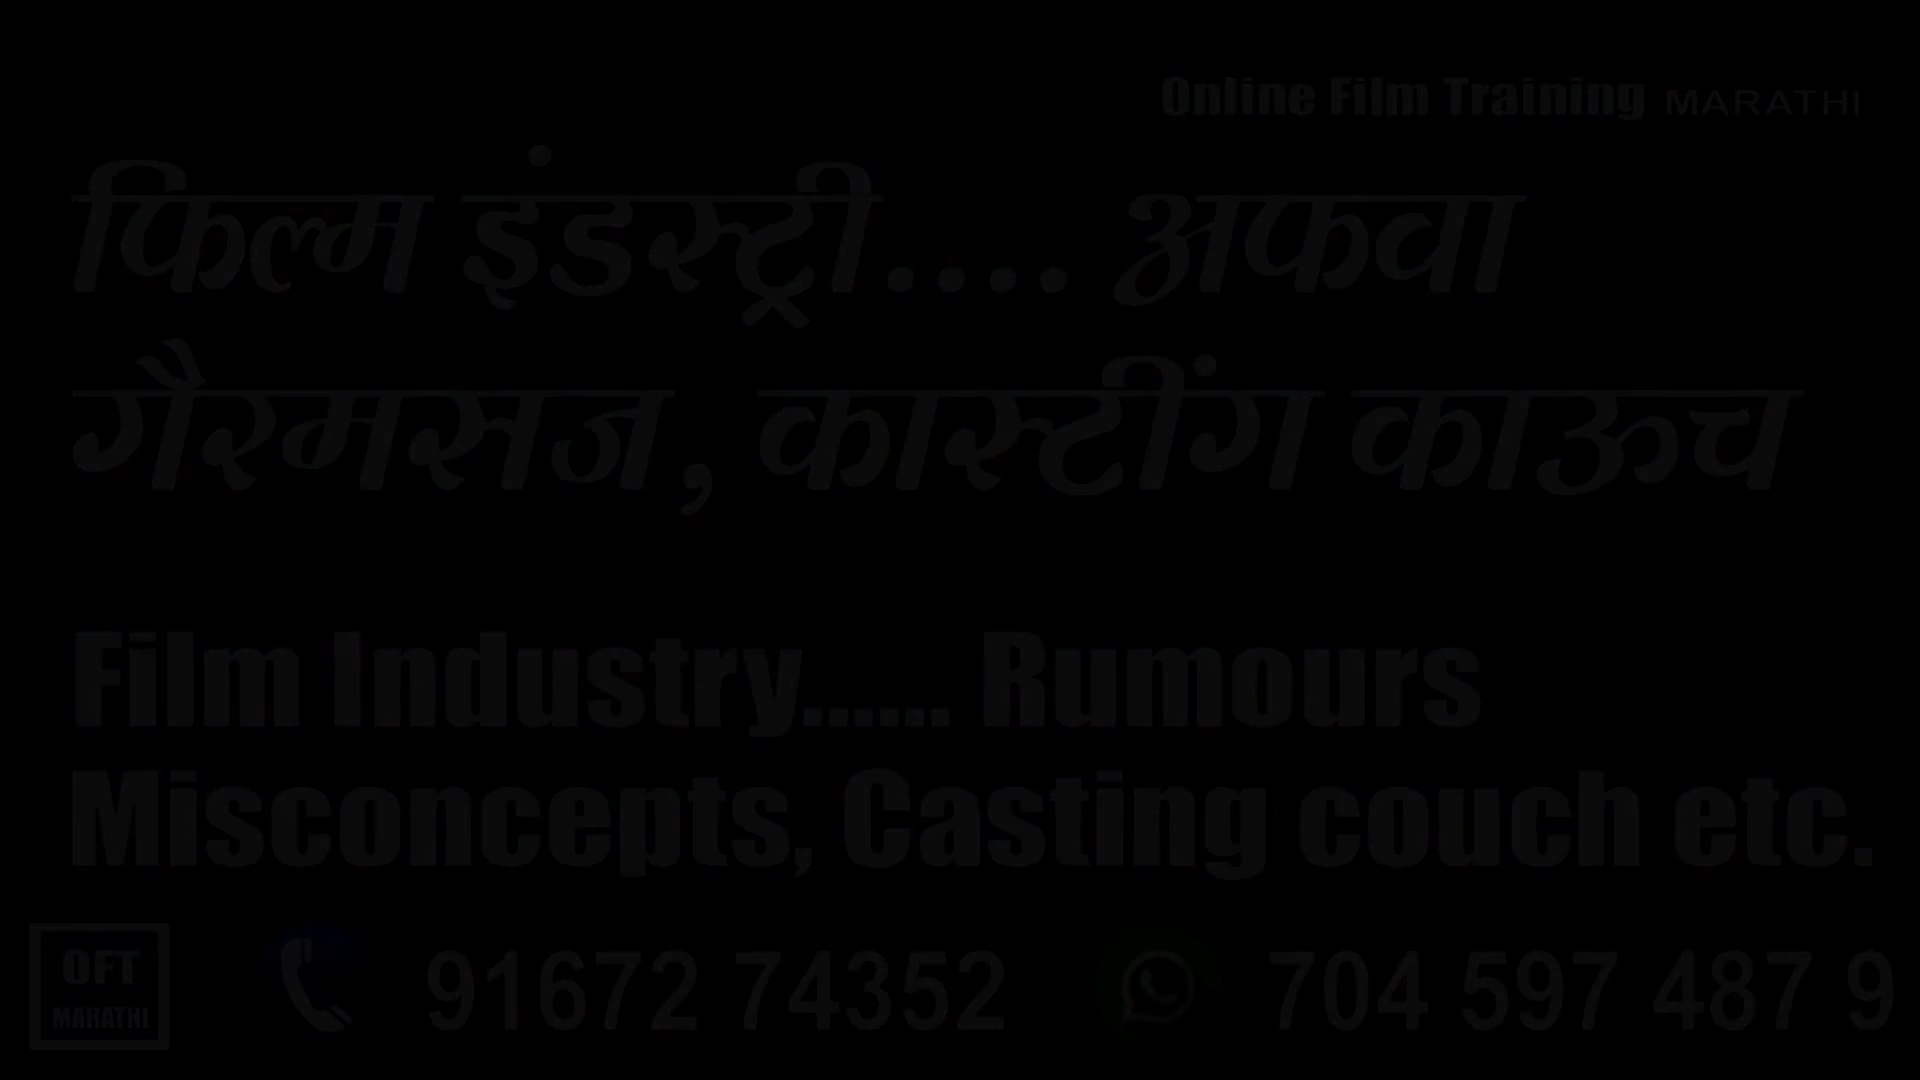 Online Film Training MARATHI
फिल्म इंडस्ट्री.... अफवा
गैरमसज, कास्टींग काऊच
Film Industry...... Rumours
Misconcepts, Casting couch etc.
OFT
MARATHI
91672 74352
704 597 487 9